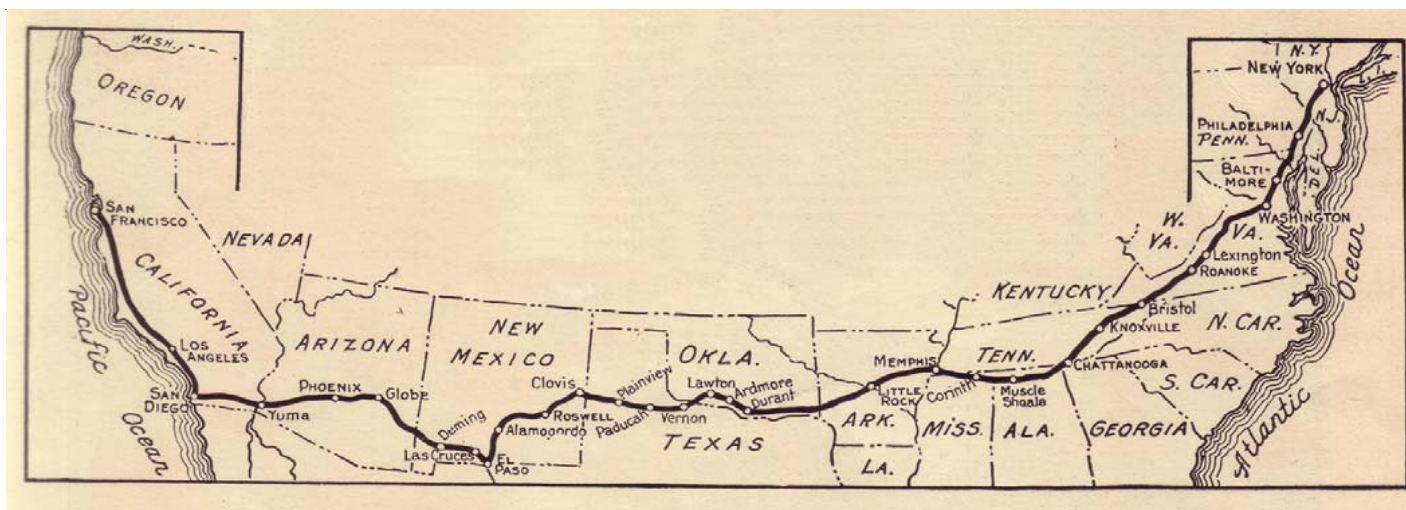 WASH.
OREGON
SAN
FRANCISCO
NEVADA
CALIFORNIA
Pacific
Ocean
LOS
ANGELES
SAN
DIEGO
Yuma
ARIZONA
PHOENIX
Globe
NEW
MEXICO
Deming
Las Cruces
EL
PASO
Alamogordo
ROSWELL
Clovis
Plainview
Paducah
Vernon
OKLA.
Lawton
Ardmore
Durant
TEXAS
ARK.
LA.
LITTLE
ROCK
MEMPHIS
Corinth
MISS.
TENN.
Muscle
Shoals
ALA.
CHATTANOOGA
GEORGIA
KENTUCKY
KNOXVILLE
Bristol
N. CAR.
S. CAR.
W.
VA.
VA.
Lexington
ROANOKE
WASHINGTON
BALTI-
MORE
DEL.
PHILADELPHIA
PENN.
N.J.
NEW YORK
N.Y.
L.I.
Atlantic
Ocean